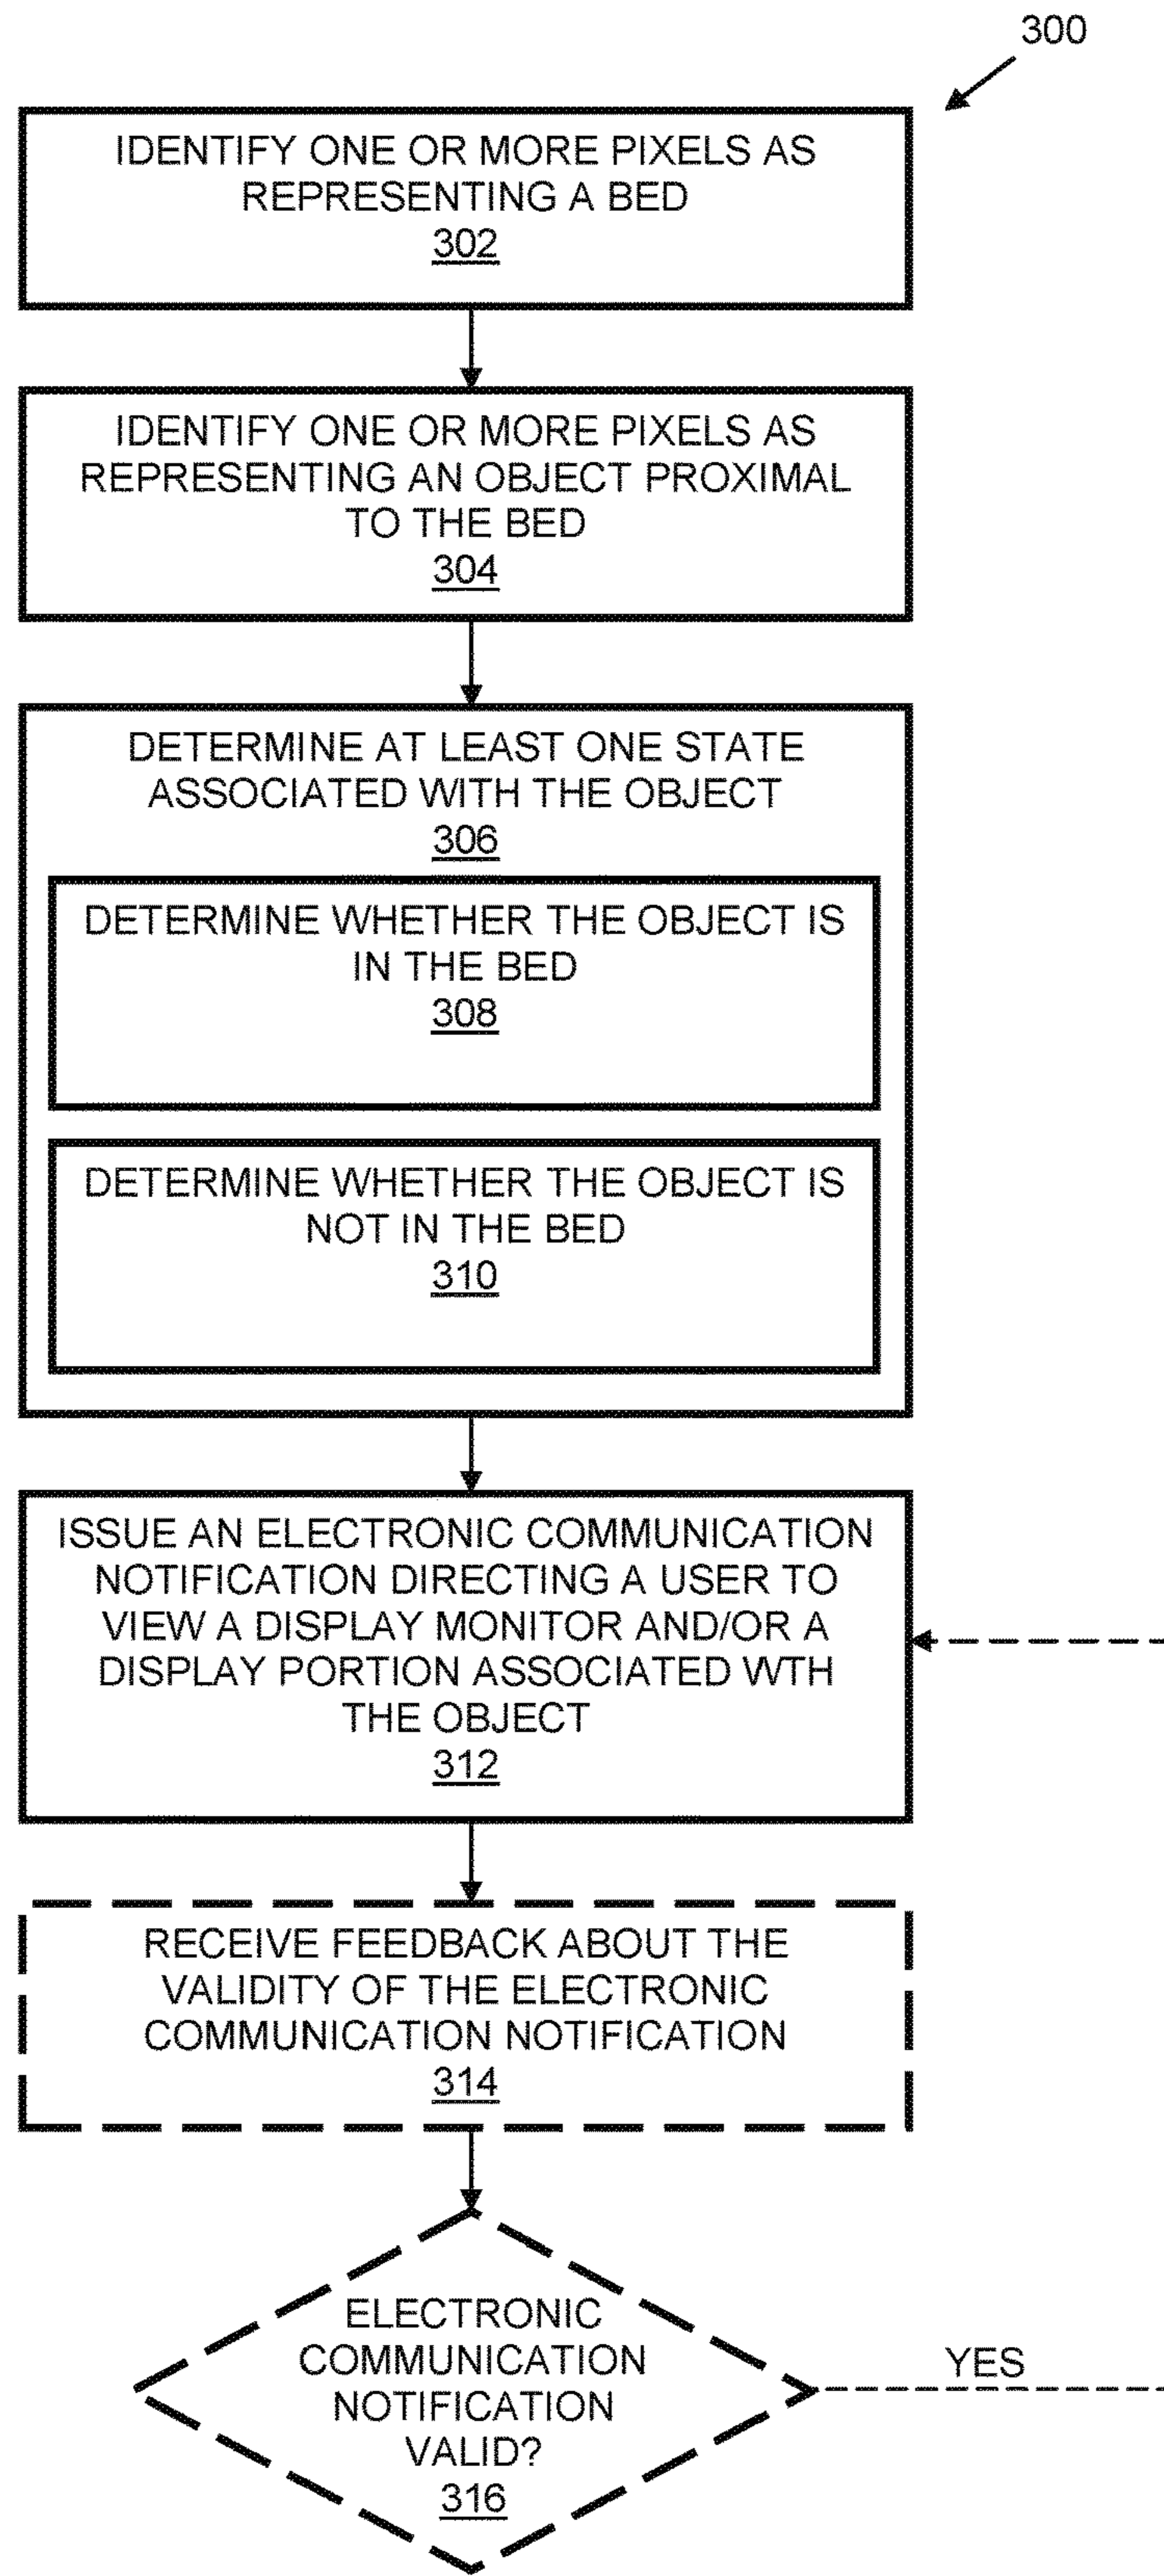 300
IDENTIFY ONE OR MORE PIXELS AS
REPRESENTING A BED
302
IDENTIFY ONE OR MORE PIXELS AS
REPRESENTING AN OBJECT PROXIMAL
TO THE BED
304
DETERMINE AT LEAST ONE STATE
ASSOCIATED WITH THE OBJECT
306
DETERMINE WHETHER THE OBJECT IS
IN THE BED
308
DETERMINE WHETHER THE OBJECT IS
NOT IN THE BED
310
ISSUE AN ELECTRONIC COMMUNICATION
NOTIFICATION DIRECTING A USER TO
VIEW A DISPLAY MONITOR AND/OR A
DISPLAY PORTION ASSOCIATED WTH
THE OBJECT
312
RECEIVE FEEDBACK ABOUT THE
VALIDITY OF THE ELECTRONIC
COMMUNICATION NOTIFICATION
314
ELECTRONIC
COMMUNICATION
NOTIFICATION
VALID?
316
YES